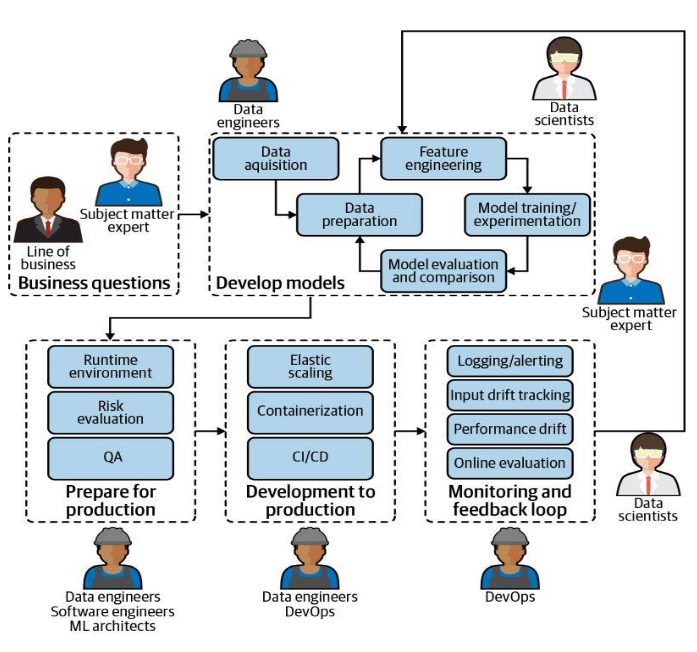 Data
engineers
Data
scientists
Subject matter
expert
Line of
business
Business questions
Data
aquisition
Feature
engineering
Data
preparation
Model training/
experimentation
Model evaluation
and comparison
Develop models
Subject matter
expert
Runtime
environment
Risk
evaluation
QA
Prepare for
production
Elastic
scaling
Containerization
CI/CD
Development to
production
Logging/alerting
Input drift tracking
Performance drift
Online evaluation
Monitoring and
feedback loop
Data
scientists
Data engineers
Software engineers
ML architects
Data engineers
DevOps
DevOps